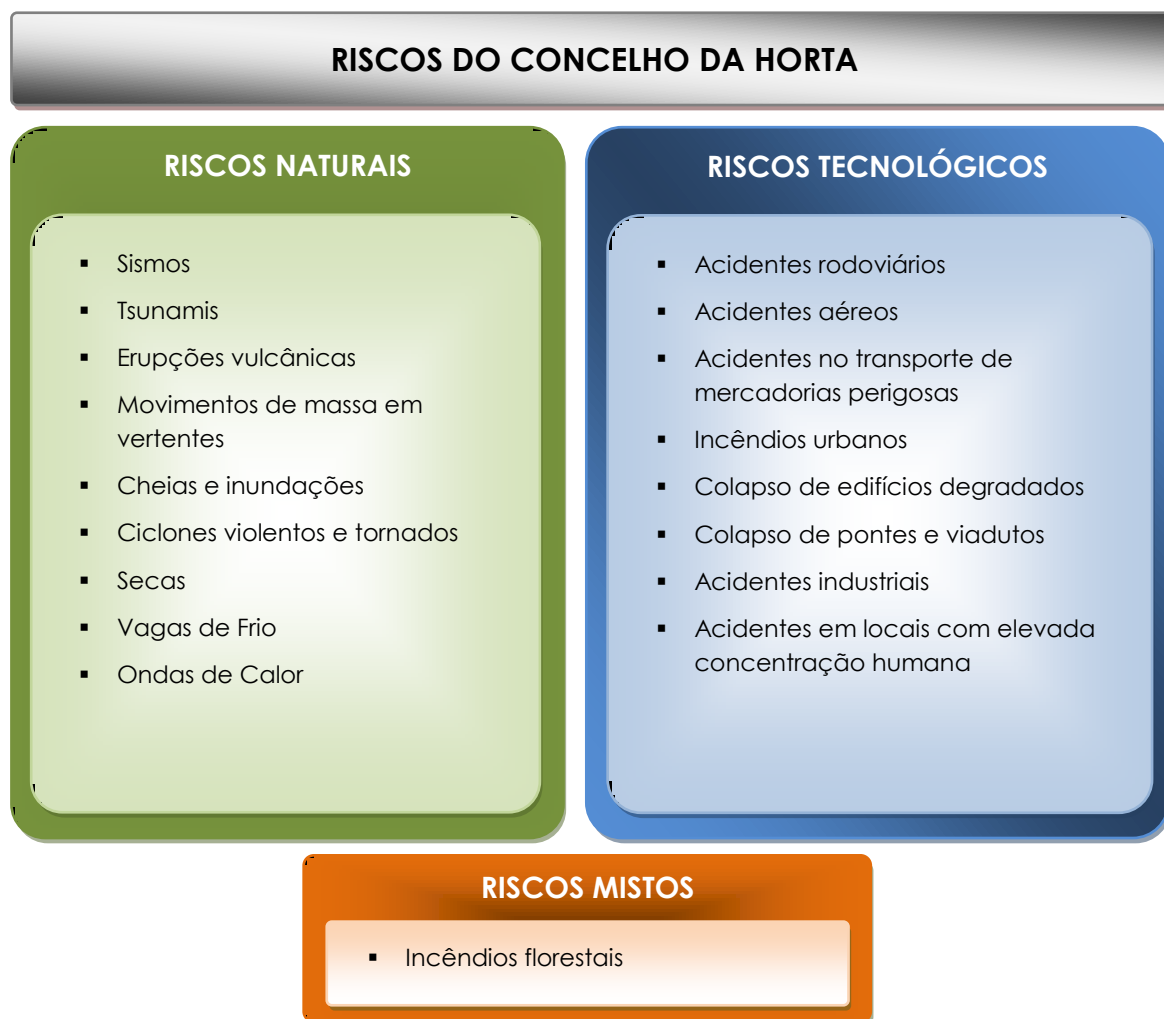 RISCOS DO CONCELHO DA HORTA
RISCOS NATURAIS
▪ Sismos
▪ Tsunamis
▪ Erupções vulcânicas
▪ Movimentos de massa em
vertentes
▪ Cheias e inundações
▪ Ciclones violentos e tornados
▪ Secas
▪ Vagas de Frio
▪ Ondas de Calor
RISCOS TECNOLÓGICOS
▪ Acidentes rodoviários
▪ Acidentes aéreos
▪ Acidentes no transporte de
mercadorias perigosas
▪ Incêndios urbanos
▪ Colapso de edifícios degradados
▪ Colapso de pontes e viadutos
▪ Acidentes industriais
▪ Acidentes em locais com elevada
concentração humana
RISCOS MISTOS
▪ Incêndios florestais